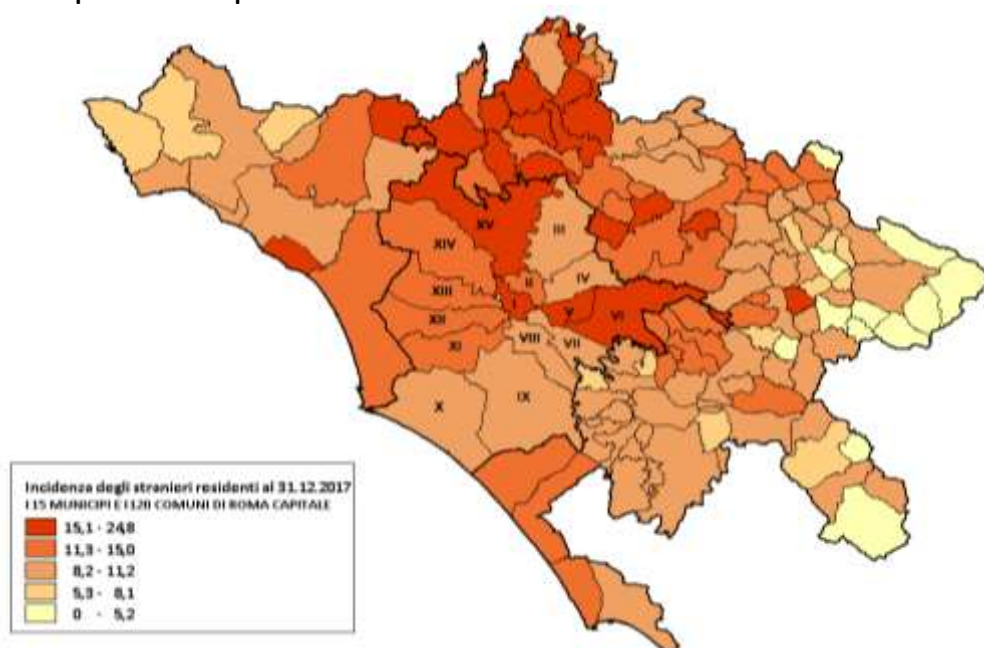 XV
III
XIV
II
IV
XIII
I
V
VI
XII
VIII
VII
XI
X
IX
Incidenza degli stranieri residenti al 31.12.2017
I 15 MUNICIPI E I 120 COMUNI DI ROMA CAPITALE
15,1 - 24,8
11,3 - 15,0
8,2 - 11,2
5,3 - 8,1
0 - 5,2